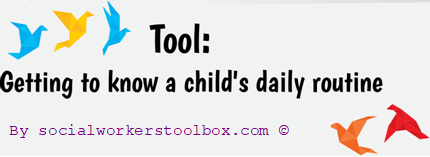 Tool:
Getting to know a child's daily routine
By socialworkerstoolbox.com ©